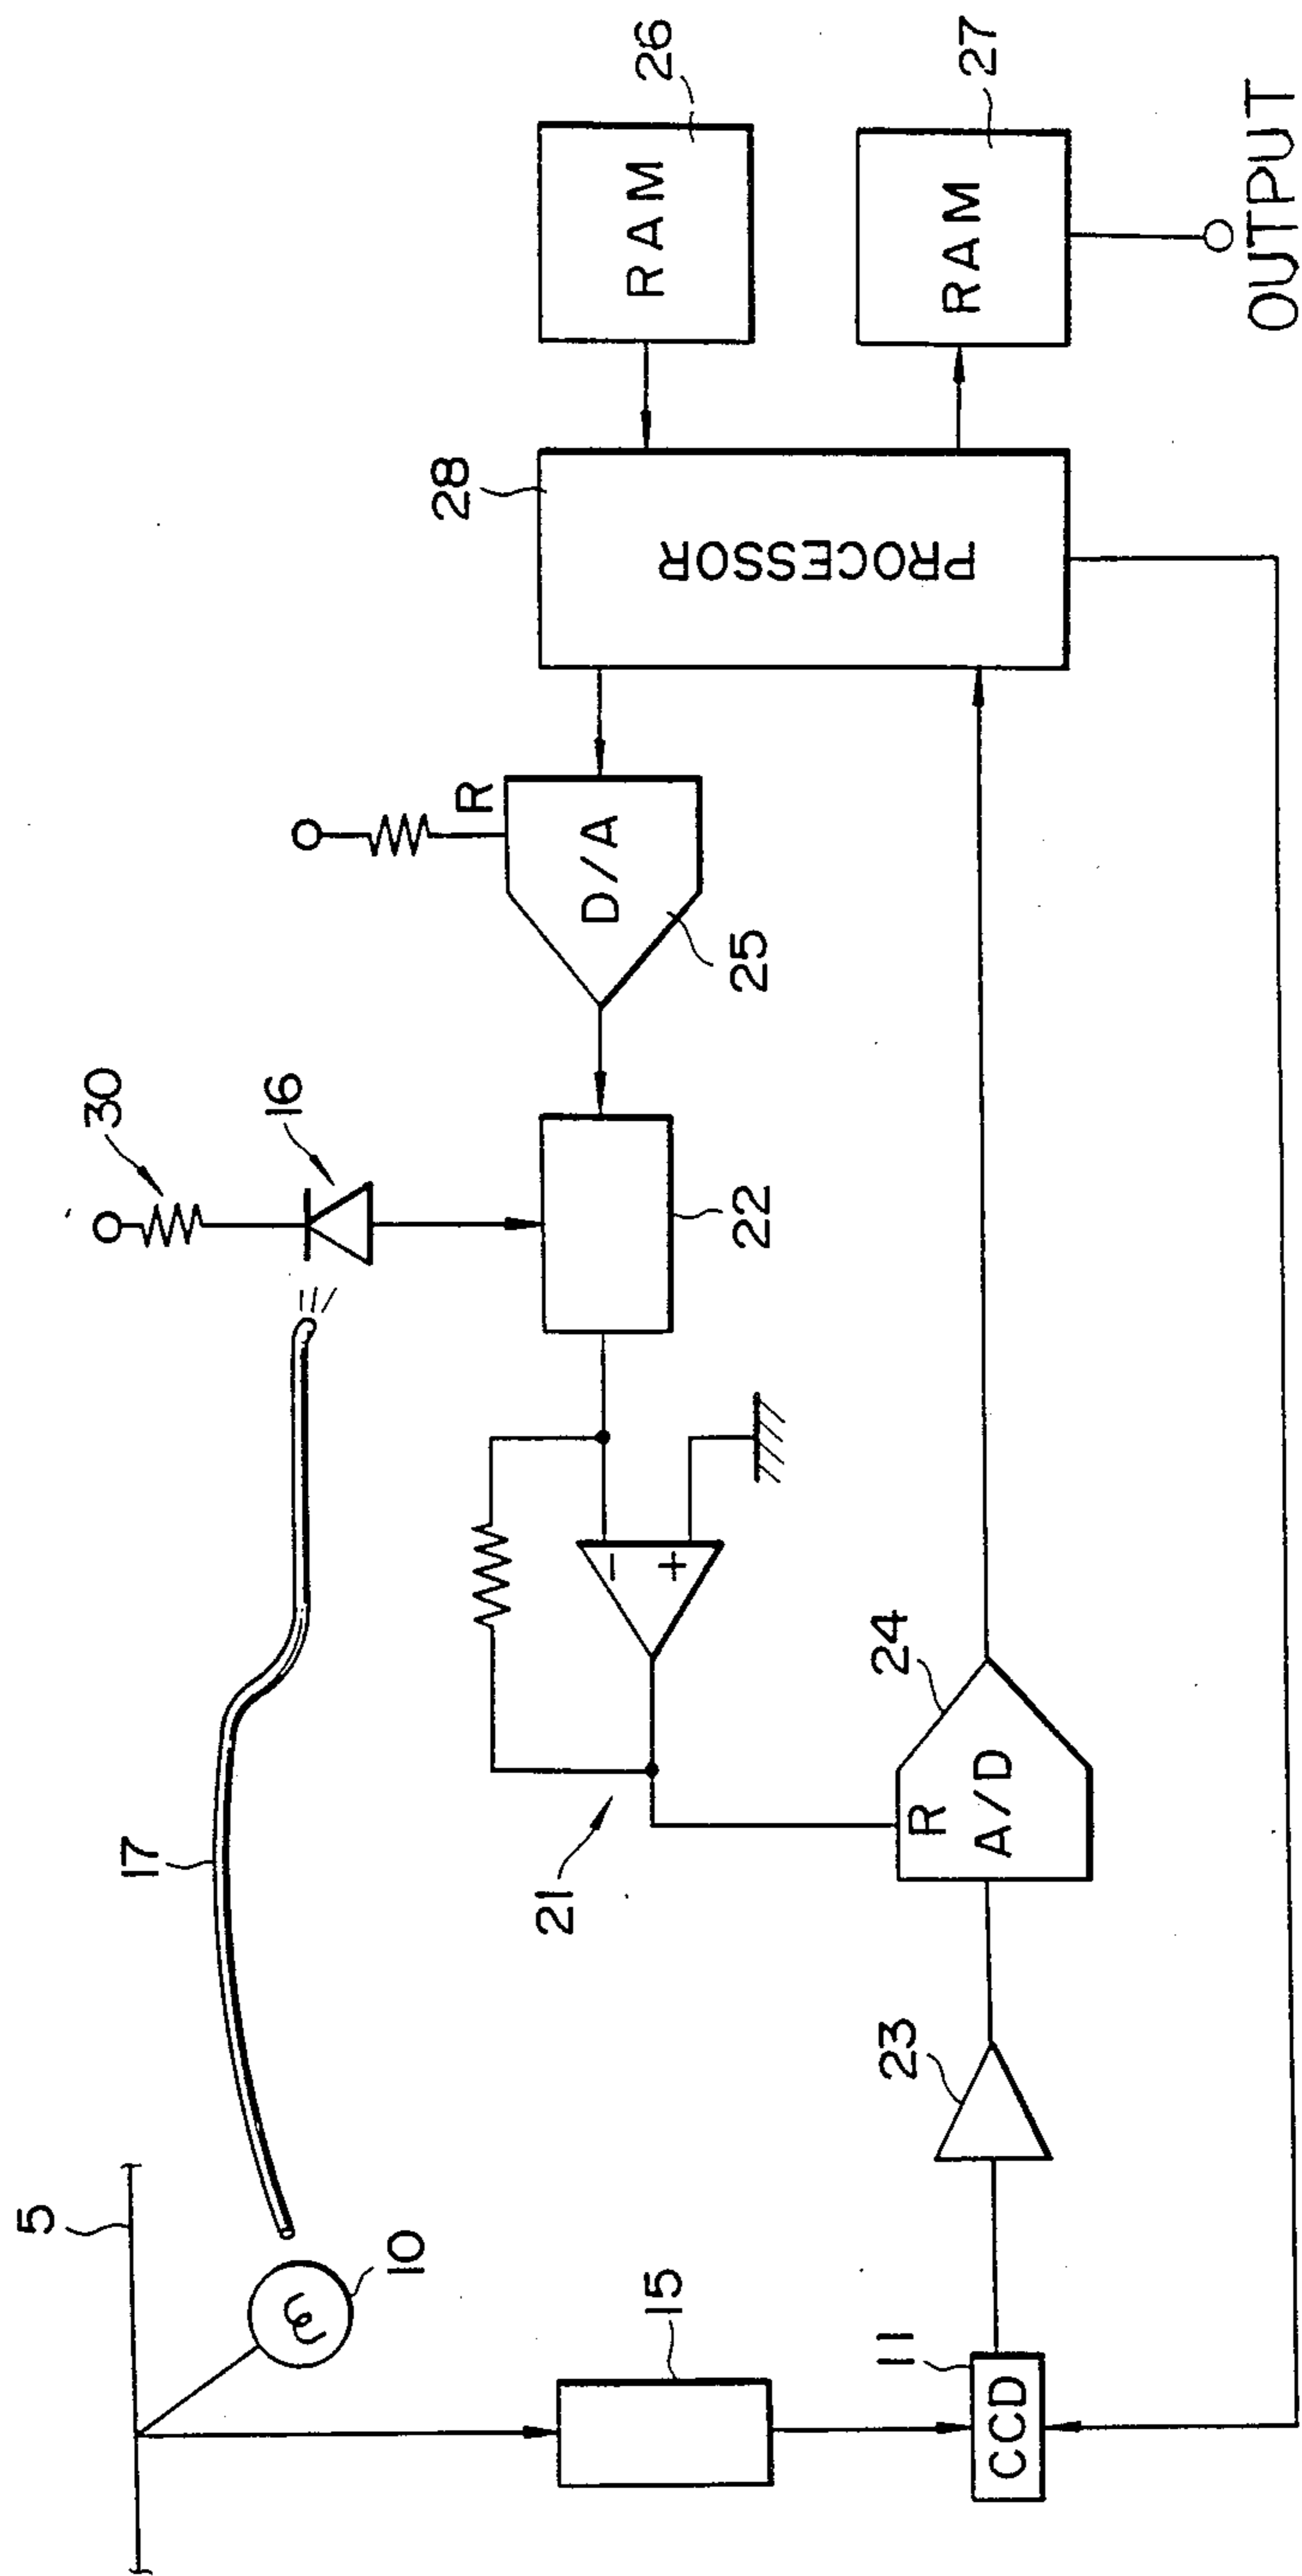 5
17
10
30
16
15
21
22
R
D/A
25
28
PROCESSOR
RAM
26
RAM
27
OUTPUT
11
CCD
23
24
R
A/D
−
+